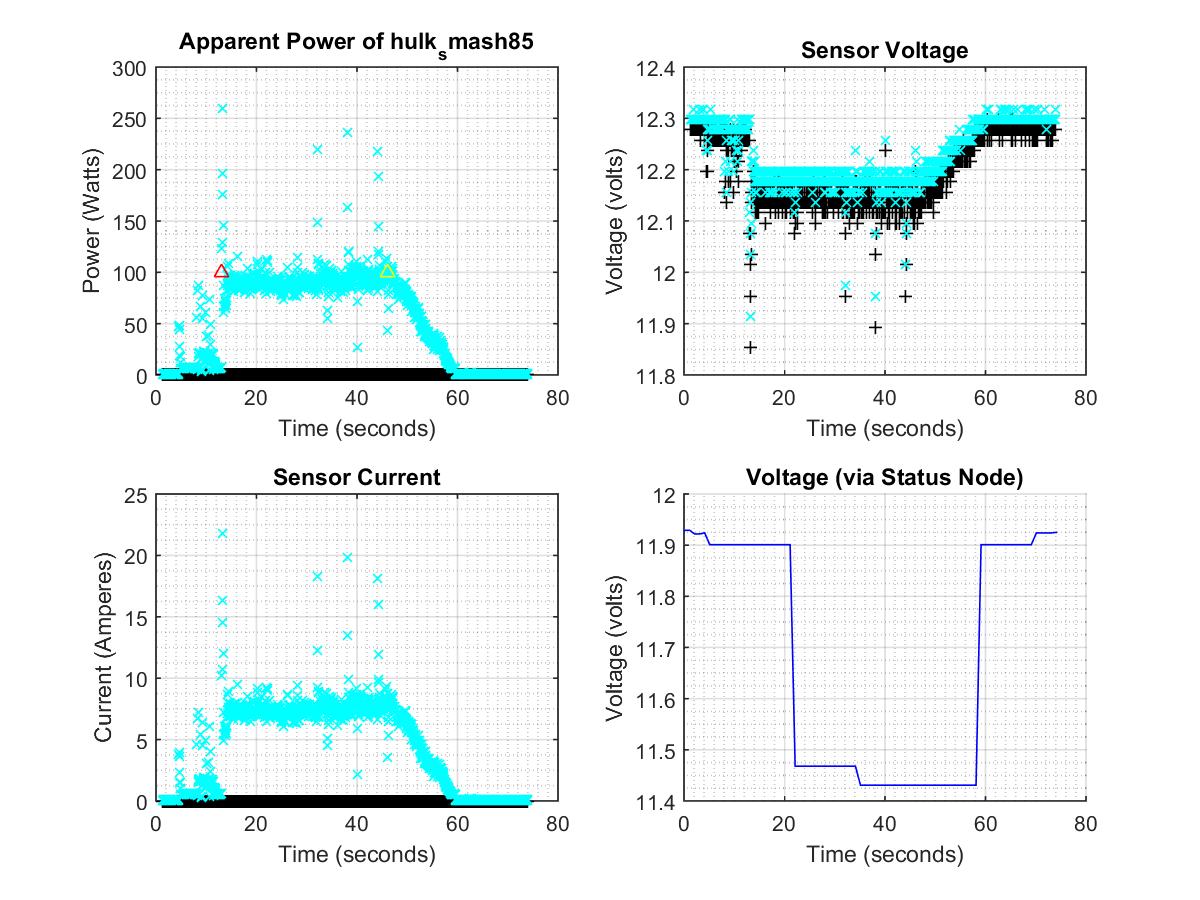 Apparent Power of hulksmash85
300
250
200
150
100
50
0
Power (Watts)
0 20 40 60 80
Time (seconds)
Sensor Voltage
12.4
12.3
12.2
12.1
12
11.9
11.8
Voltage (volts)
0 20 40 60 80
Time (seconds)
Sensor Current
25
20
15
10
5
0
Current (Amperes)
0 20 40 60 80
Time (seconds)
Voltage (via Status Node)
12
11.9
11.8
11.7
11.6
11.5
11.4
Voltage (volts)
0 20 40 60 80
Time (seconds)